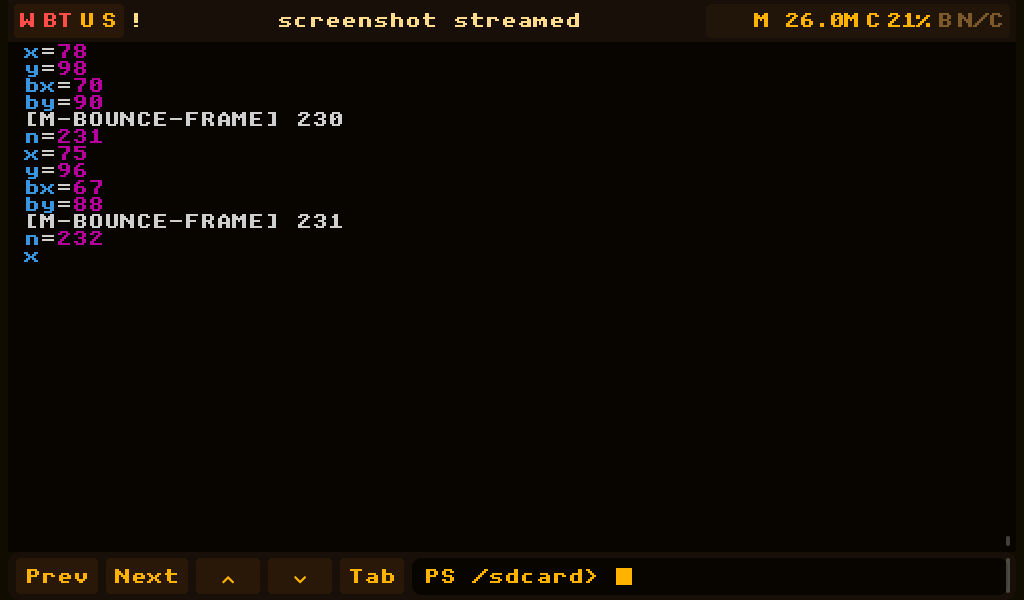 W BT U S ! screenshot streamed M 26.0M C 21% B N/C
x=78
y=98
bx=70
by=90
[M-BOUNCE-FRAME] 230
n=231
x=75
y=96
bx=67
by=88
[M-BOUNCE-FRAME] 231
n=232
x
Prev Next ^ ⌄ Tab PS /sdcard>